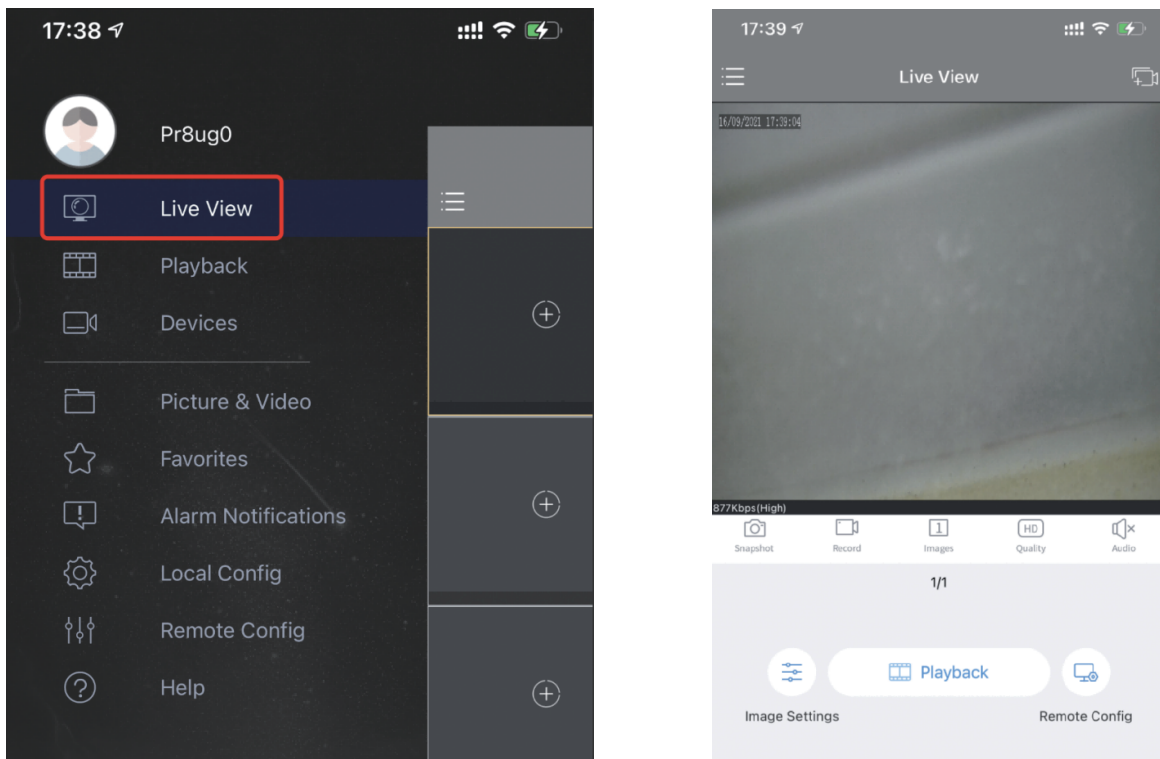 17:38
Pr8ug0
Live View
Playback
Devices
Picture & Video
Favorites
Alarm Notifications
Local Config
Remote Config
Help
17:39
Live View
16/09/2021 17:39:04
877Kbps(High)
1
HD
Snapshot
Record
Images
Quality
Audio
1/1
Playback
Image Settings
Remote Config